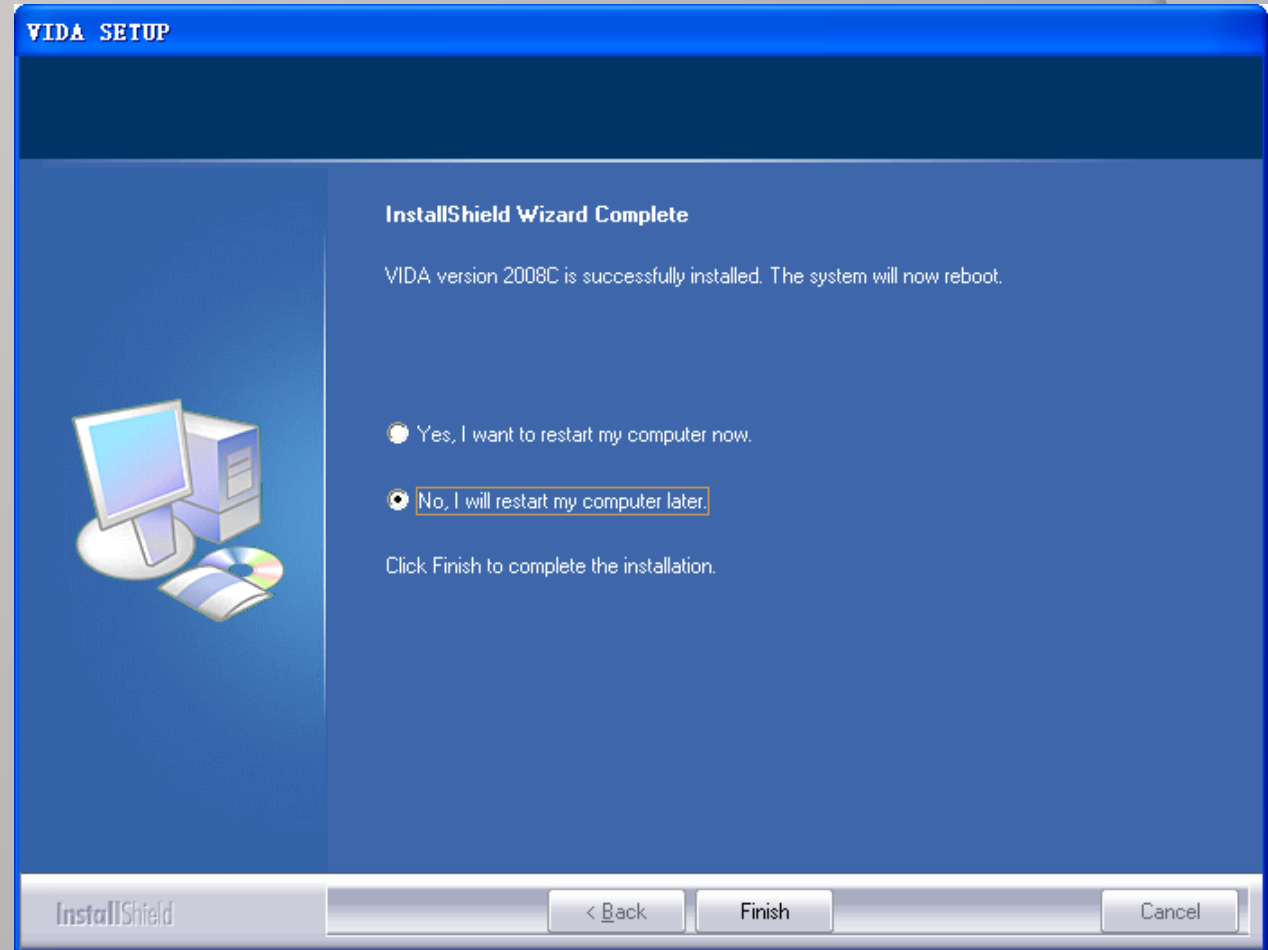 VIDA SETUP
InstallShield Wizard Complete
VIDA version 2008C is successfully installed. The system will now reboot.
Yes, I want to restart my computer now.
No, I will restart my computer later.
Click Finish to complete the installation.
InstallShield
< Back
Finish
Cancel